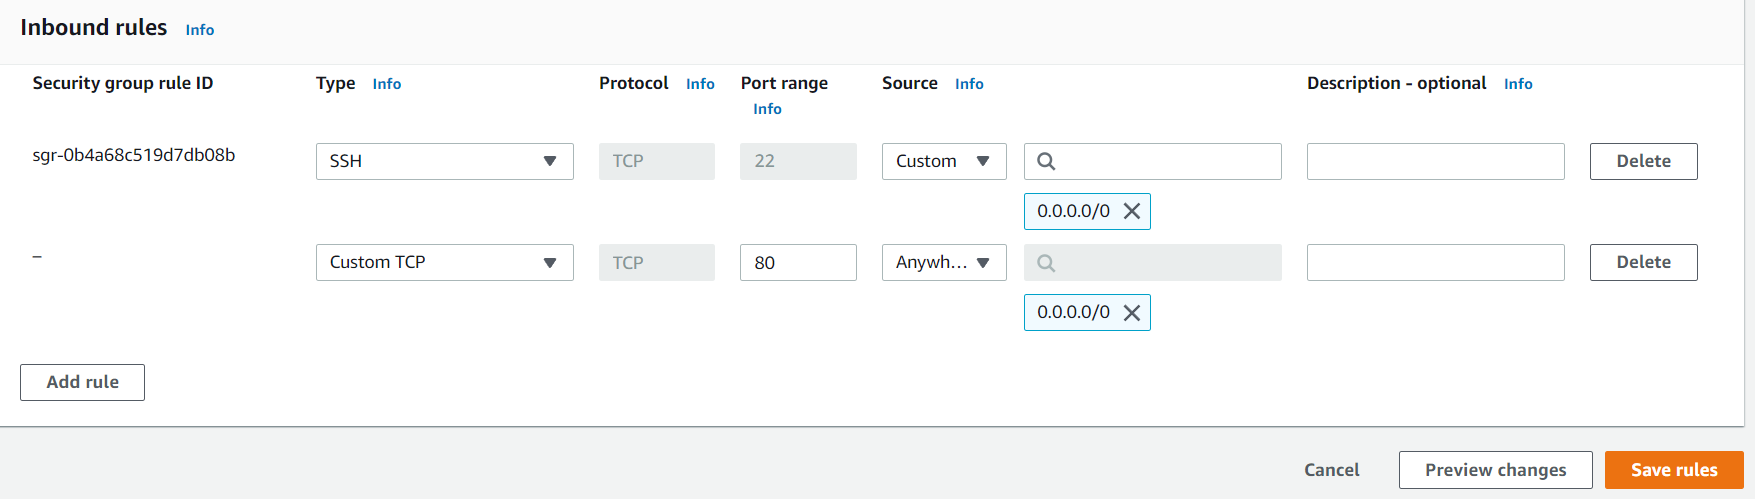 Inbound rules Info
Security group rule ID Type Info Protocol Info Port range Info Source Info Description - optional Info
sgr-0b4a68c519d7db08b SSH TCP 22 Custom Delete
0.0.0.0/0
– Custom TCP TCP 80 Anywh... Delete
0.0.0.0/0
Add rule
Cancel Preview changes Save rules